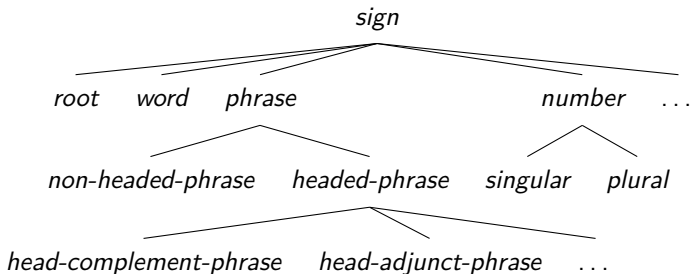 sign
root word phrase number ...
non-headed-phrase headed-phrase singular plural
head-complement-phrase head-adjunct-phrase ...